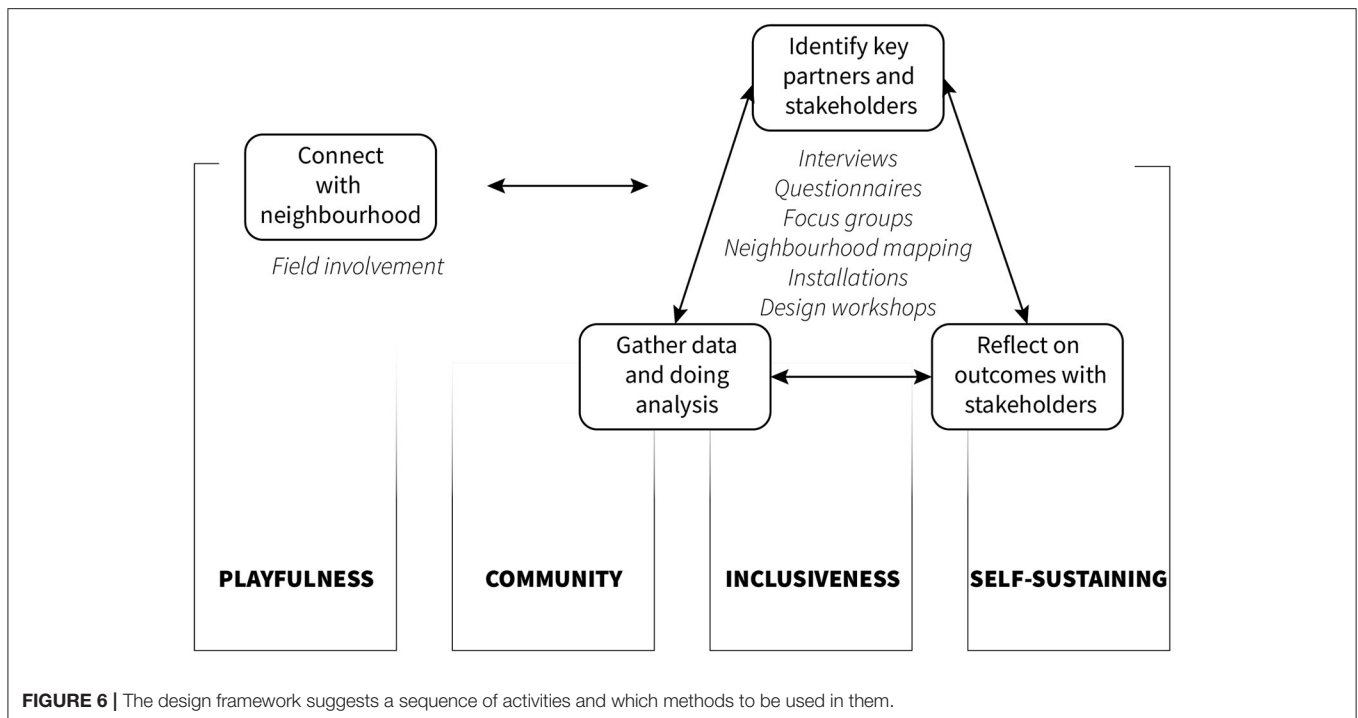 Identify key
partners and
stakeholders
Connect
with
neighbourhood
Field involvement
Interviews
Questionnaires
Focus groups
Neighbourhood mapping
Installations
Design workshops
Gather data
and doing
analysis
Reflect on
outcomes with
stakeholders
PLAYFULNESS
COMMUNITY
INCLUSIVENESS
SELF-SUSTAINING
FIGURE 6 | The design framework suggests a sequence of activities and which methods to be used in them.